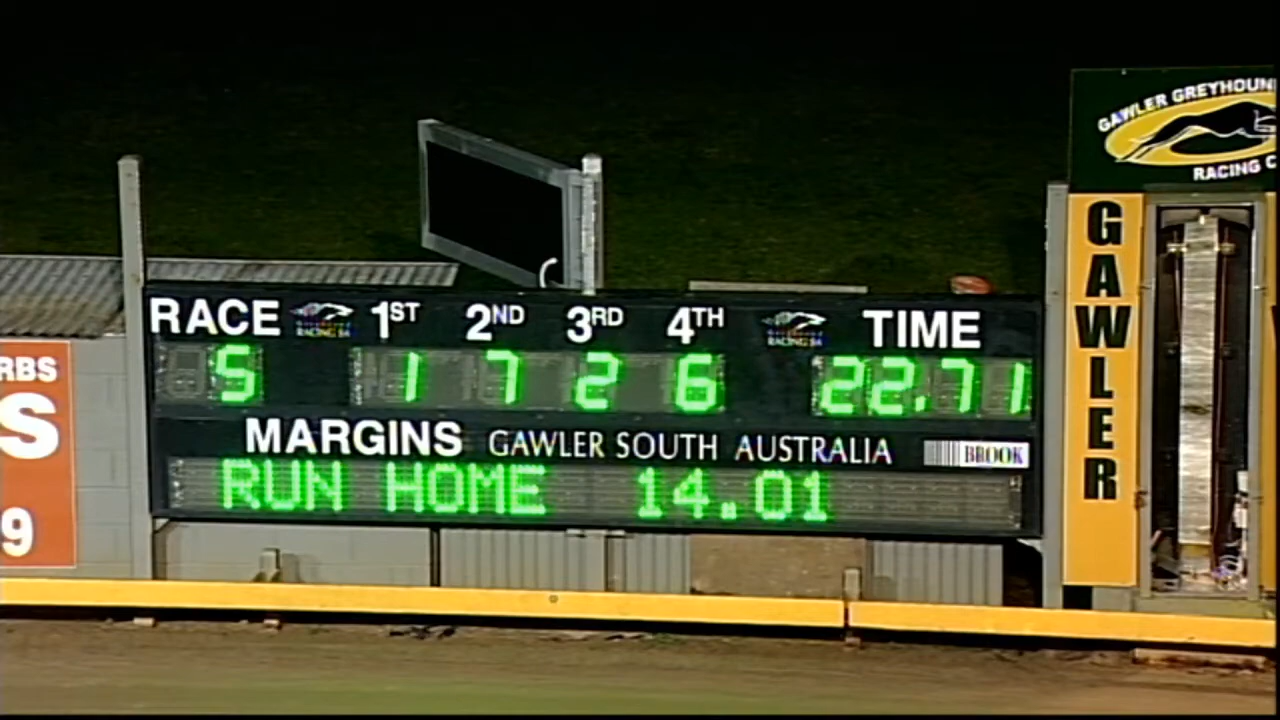 GAWLER GREYHOUN
RACING C
GAWLER
RACE 1ST 2ND 3RD 4TH TIME
5 1 7 2 6 22.71
MARGINS GAWLER SOUTH AUSTRALIA BROOK
RUN HOME 14.01
RBS
S
9